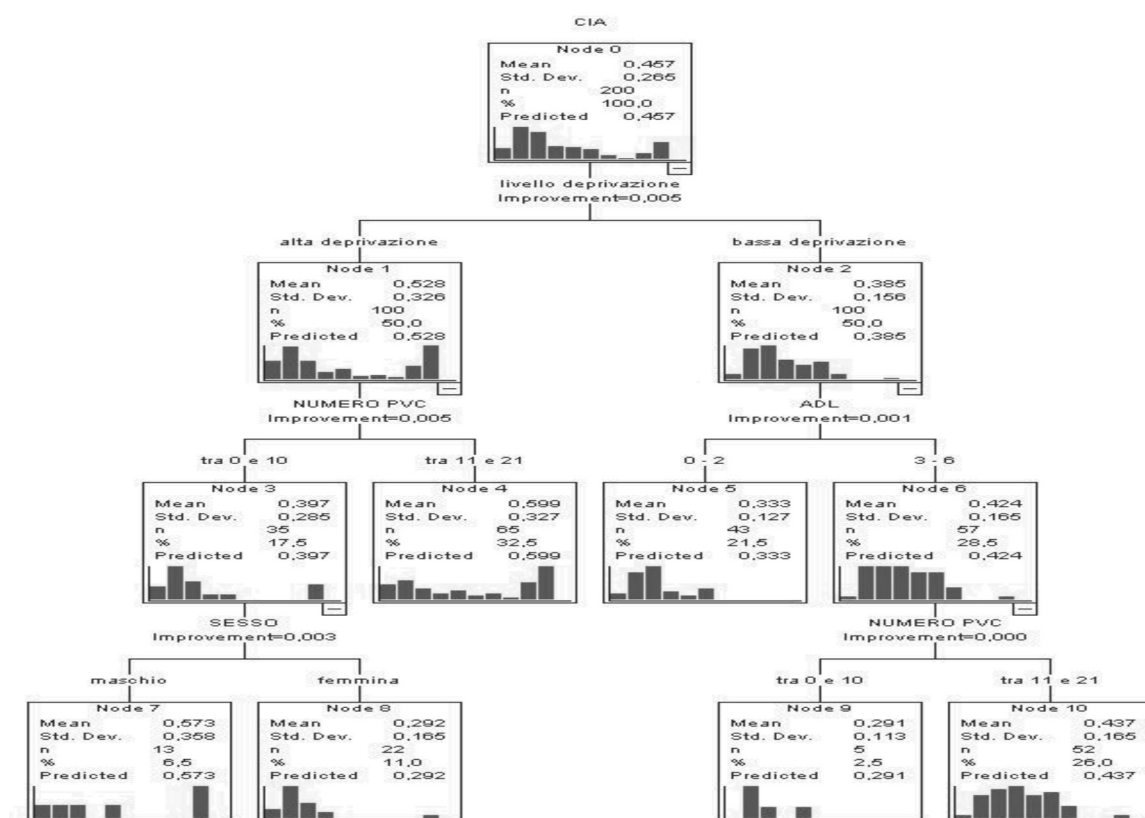 CIA
Node 0
Mean 0,457
Std. Dev. 0,265
n 200
% 100,0
Predicted 0,457
livello deprivazione
Improvement=0,005
alta deprivazione
bassa deprivazione
Node 1
Mean 0,528
Std. Dev. 0,326
n 100
% 50,0
Predicted 0,528
Node 2
Mean 0,385
Std. Dev. 0,156
n 100
% 50,0
Predicted 0,385
NUMERO PVC
Improvement=0,005
ADL
Improvement=0,001
tra 0 e 10
tra 11 e 21
0 - 2
3 - 6
Node 3
Mean 0,397
Std. Dev. 0,285
n 35
% 17,5
Predicted 0,397
Node 4
Mean 0,599
Std. Dev. 0,327
n 65
% 32,5
Predicted 0,599
Node 5
Mean 0,333
Std. Dev. 0,127
n 43
% 21,5
Predicted 0,333
Node 6
Mean 0,424
Std. Dev. 0,165
n 57
% 28,5
Predicted 0,424
SESSO
Improvement=0,003
NUMERO PVC
Improvement=0,000
maschio
femmina
tra 0 e 10
tra 11 e 21
Node 7
Mean 0,573
Std. Dev. 0,358
n 13
% 6,5
Predicted 0,573
Node 8
Mean 0,292
Std. Dev. 0,165
n 22
% 11,0
Predicted 0,292
Node 9
Mean 0,291
Std. Dev. 0,113
n 5
% 2,5
Predicted 0,291
Node 10
Mean 0,437
Std. Dev. 0,165
n 52
% 26,0
Predicted 0,437